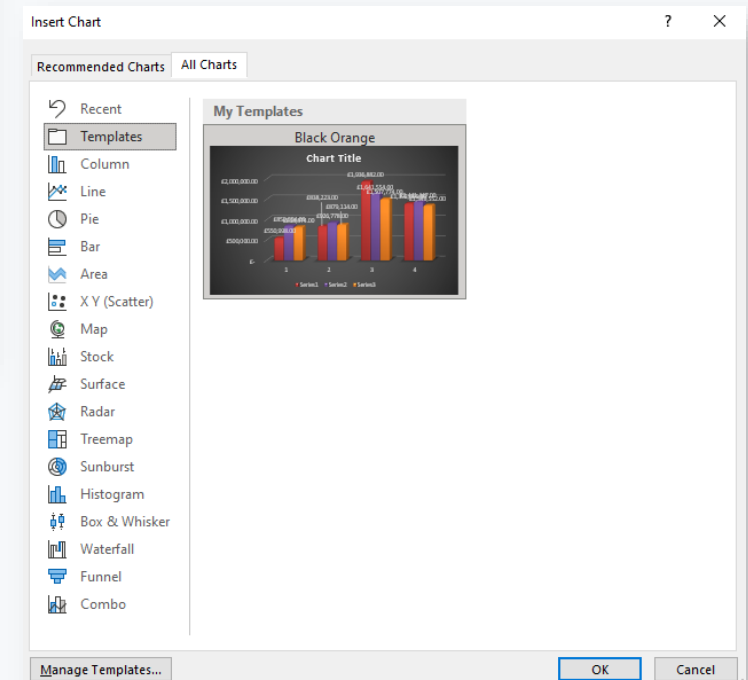 Insert Chart
?
Recommended Charts
All Charts
Recent
Templates
Column
Line
Pie
Bar
Area
X Y (Scatter)
Map
Stock
Surface
Radar
Treemap
Sunburst
Histogram
Box & Whisker
Waterfall
Funnel
Combo
My Templates
Black Orange
Chart Title
£2,000,000.00
£1,500,000.00
£1,000,000.00
£500,000.00
£-
1 2 3 4
Series1 Series2 Series3
Manage Templates...
OK
Cancel